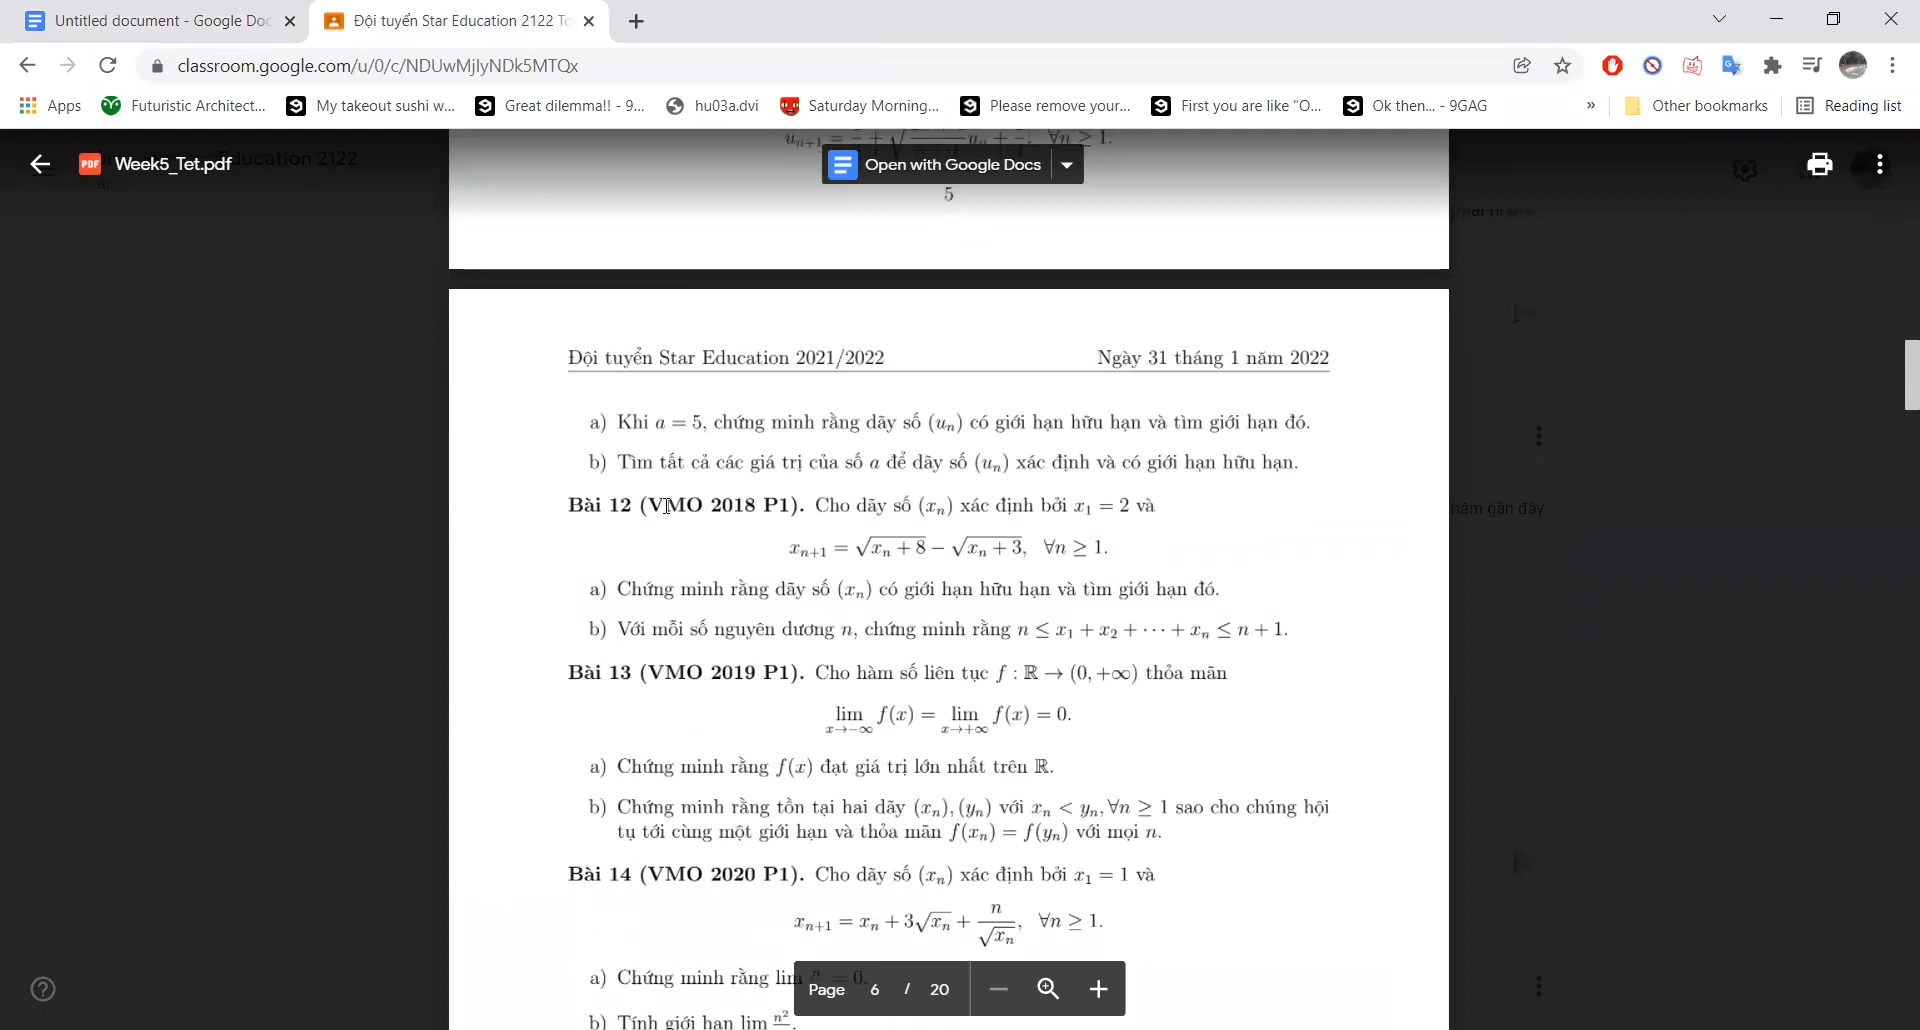 Untitled document - Google Doc
Đội tuyển Star Education 2122 To
classroom.google.com/u/0/c/NDUwMjIyNDk5MTQx
Apps
Futuristic Architect...
My takeout sushi w...
Great dilemma!! - 9...
hu03a.dvi
Saturday Morning...
Please remove your...
First you are like "O...
Ok then... - 9GAG
»
Other bookmarks
Reading list
PDF
Week5_Tet.pdf
Education 2122
Open with Google Docs
5
Đội tuyển Star Education 2021/2022
Ngày 31 tháng 1 năm 2022
a) Khi a = 5, chứng minh rằng dãy số (uₙ) có giới hạn hữu hạn và tìm giới hạn đó.
b) Tìm tất cả các giá trị của số a để dãy số (uₙ) xác định và có giới hạn hữu hạn.
Bài 12 (VMO 2018 P1). Cho dãy số (xₙ) xác định bởi x₁ = 2 và
xₙ₊₁ = √(xₙ + 8) − √(xₙ + 3), ∀n ≥ 1.
a) Chứng minh rằng dãy số (xₙ) có giới hạn hữu hạn và tìm giới hạn đó.
b) Với mỗi số nguyên dương n, chứng minh rằng n ≤ x₁ + x₂ + ··· + xₙ ≤ n + 1.
Bài 13 (VMO 2019 P1). Cho hàm số liên tục f : ℝ → (0, +∞) thỏa mãn
lim x→−∞ f(x) = lim x→+∞ f(x) = 0.
a) Chứng minh rằng f(x) đạt giá trị lớn nhất trên ℝ.
b) Chứng minh rằng tồn tại hai dãy (xₙ), (yₙ) với xₙ < yₙ, ∀n ≥ 1 sao cho chúng hội
tụ tới cùng một giới hạn và thỏa mãn f(xₙ) = f(yₙ) với mọi n.
Bài 14 (VMO 2020 P1). Cho dãy số (xₙ) xác định bởi x₁ = 1 và
xₙ₊₁ = xₙ + 3√xₙ + n/√xₙ, ∀n ≥ 1.
a) Chứng minh rằng lim = 0.
b) Tính giới hạn lim n²
Page 6 / 20
gần đây